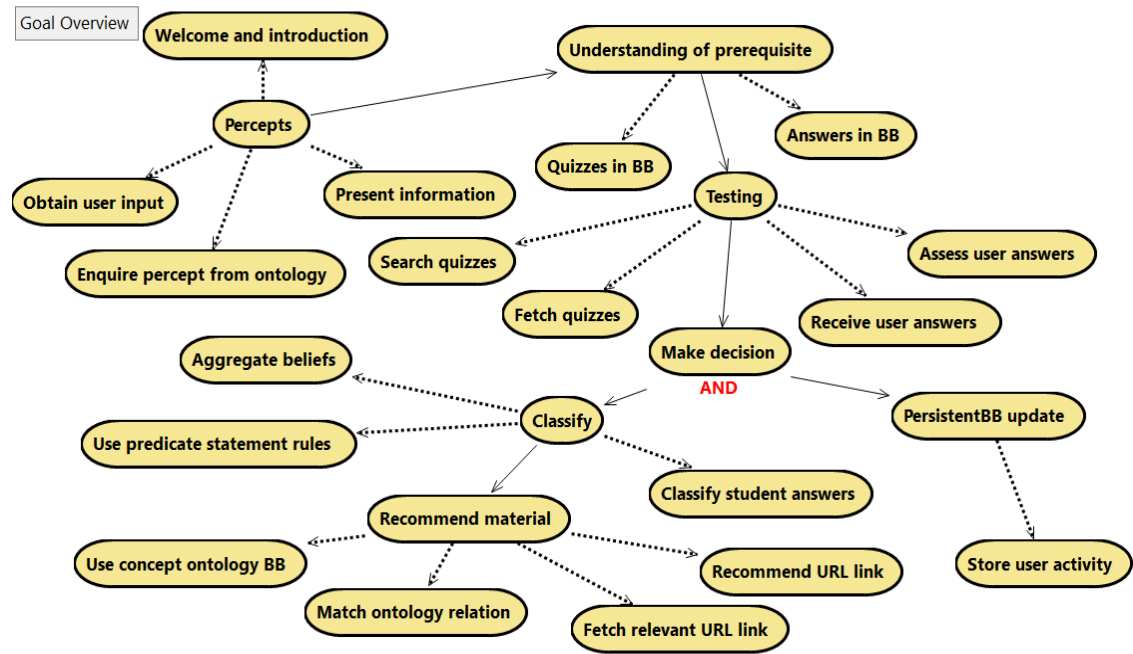 Goal Overview
Welcome and introduction
Understanding of prerequisite
Percepts
Answers in BB
Quizzes in BB
Present information
Obtain user input
Testing
Enquire percept from ontology
Search quizzes
Assess user answers
Fetch quizzes
Receive user answers
Make decision
AND
Aggregate beliefs
Classify
PersistentBB update
Use predicate statement rules
Classify student answers
Recommend material
Use concept ontology BB
Recommend URL link
Store user activity
Match ontology relation
Fetch relevant URL link